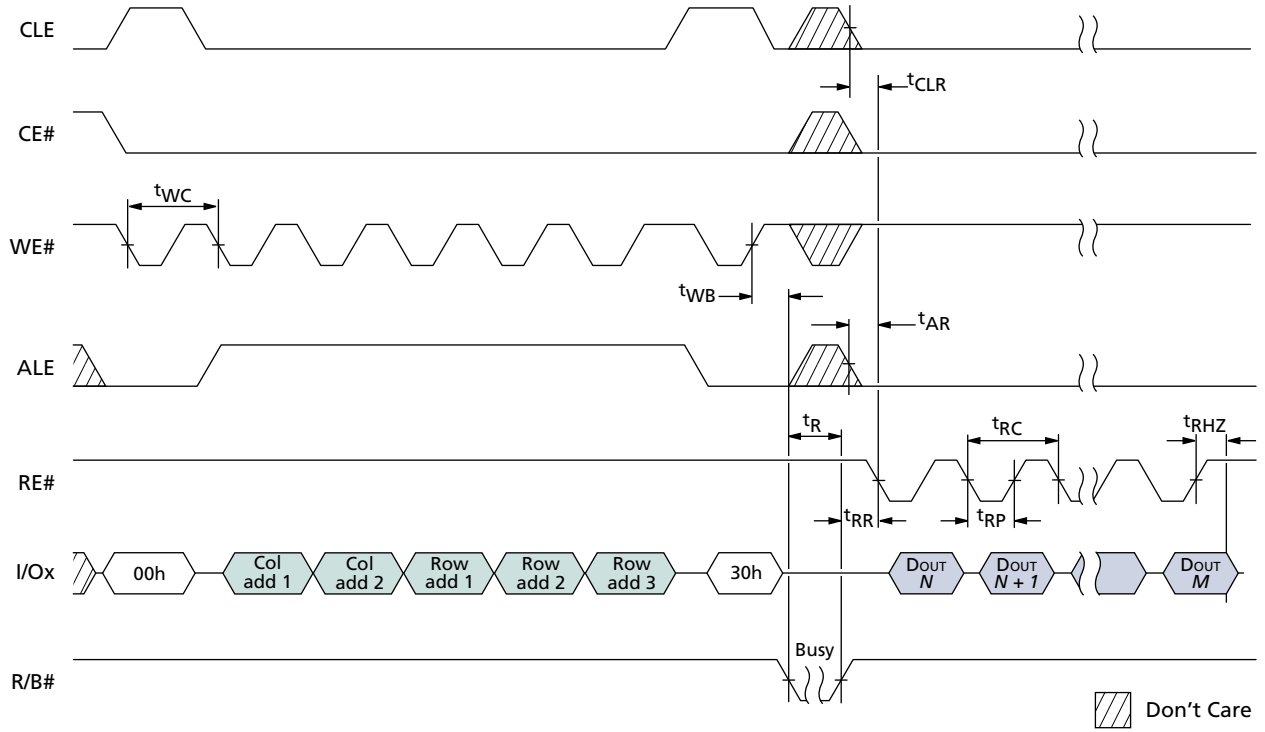 CLE
tCLR
CE#
tWC
WE#
tWB
tAR
ALE
tR
tRC
tRHZ
RE#
tRR
tRP
I/Ox
00h
Col
add 1
Col
add 2
Row
add 1
Row
add 2
Row
add 3
30h
DOUT
N
DOUT
N + 1
DOUT
M
Busy
R/B#
Don't Care